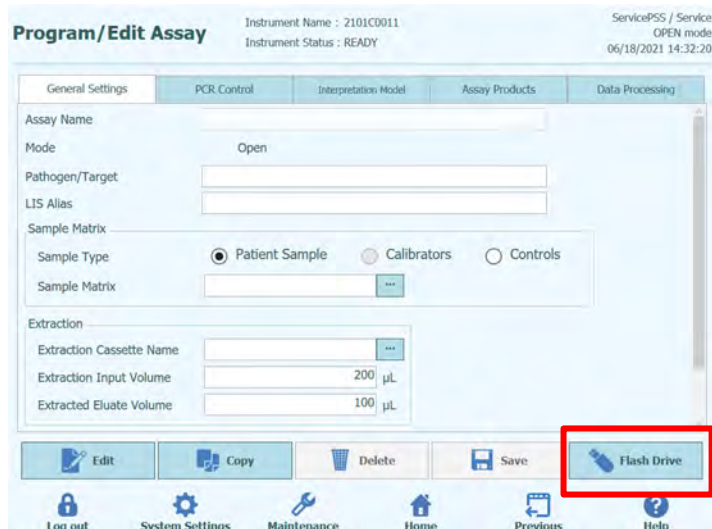 Program/Edit Assay
Instrument Name : 2101C0011
Instrument Status : READY
ServicePSS / Service
OPEN mode
06/18/2021 14:32:20
General Settings PCR Control Interpretation Model Assay Products Data Processing
Assay Name
Mode Open
Pathogen/Target
LIS Alias
Sample Matrix
Sample Type Patient Sample Calibrators Controls
Sample Matrix ...
Extraction
Extraction Cassette Name ...
Extraction Input Volume 200 µL
Extracted Eluate Volume 100 µL
Edit Copy Delete Save Flash Drive
Log out System Settings Maintenance Home Previous Help